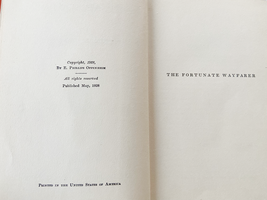 Copyright, 1928,
By E. Phillips Oppenheim
All rights reserved
Published May, 1928
Printed in the United States of America
THE FORTUNATE WAYFARER